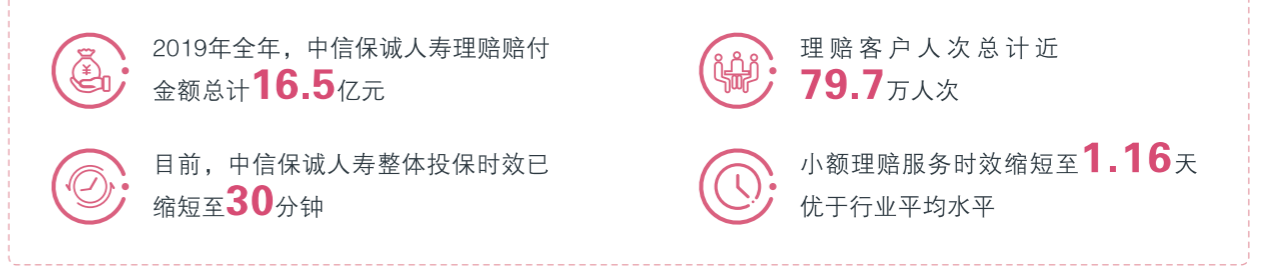 2019年全年，中信保诚人寿理赔赔付
金额总计16.5亿元
理赔客户人次总计近
79.7万人次
目前，中信保诚人寿整体投保时效已
缩短至30分钟
小额理赔服务时效缩短至1.16天
优于行业平均水平